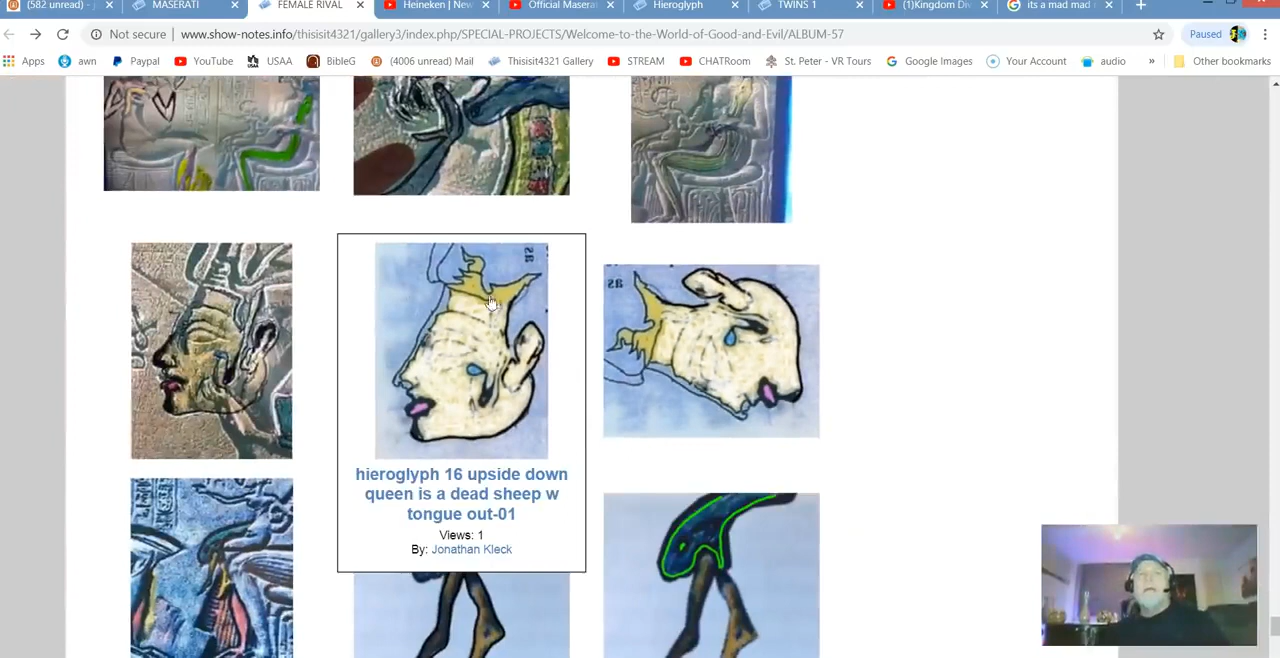 (582 unread) - j
MASERATI
FEMALE RIVAL
Heineken | New
Official Masera
Hieroglyph
TWINS 1
(1)Kingdom Di
its a mad mad
Not secure
www.show-notes.info/thisisit4321/gallery3/index.php/SPECIAL-PROJECTS/Welcome-to-the-World-of-Good-and-Evil/ALBUM-57
Paused
Apps
awn
Paypal
YouTube
USAA
BibleG
(4006 unread) Mail
Thisisit4321 Gallery
STREAM
CHATRoom
St. Peter - VR Tours
Google Images
Your Account
audio
»
Other bookmarks
as
as
hieroglyph 16 upside down
queen is a dead sheep w
tongue out-01
Views: 1
By: Jonathan Kleck